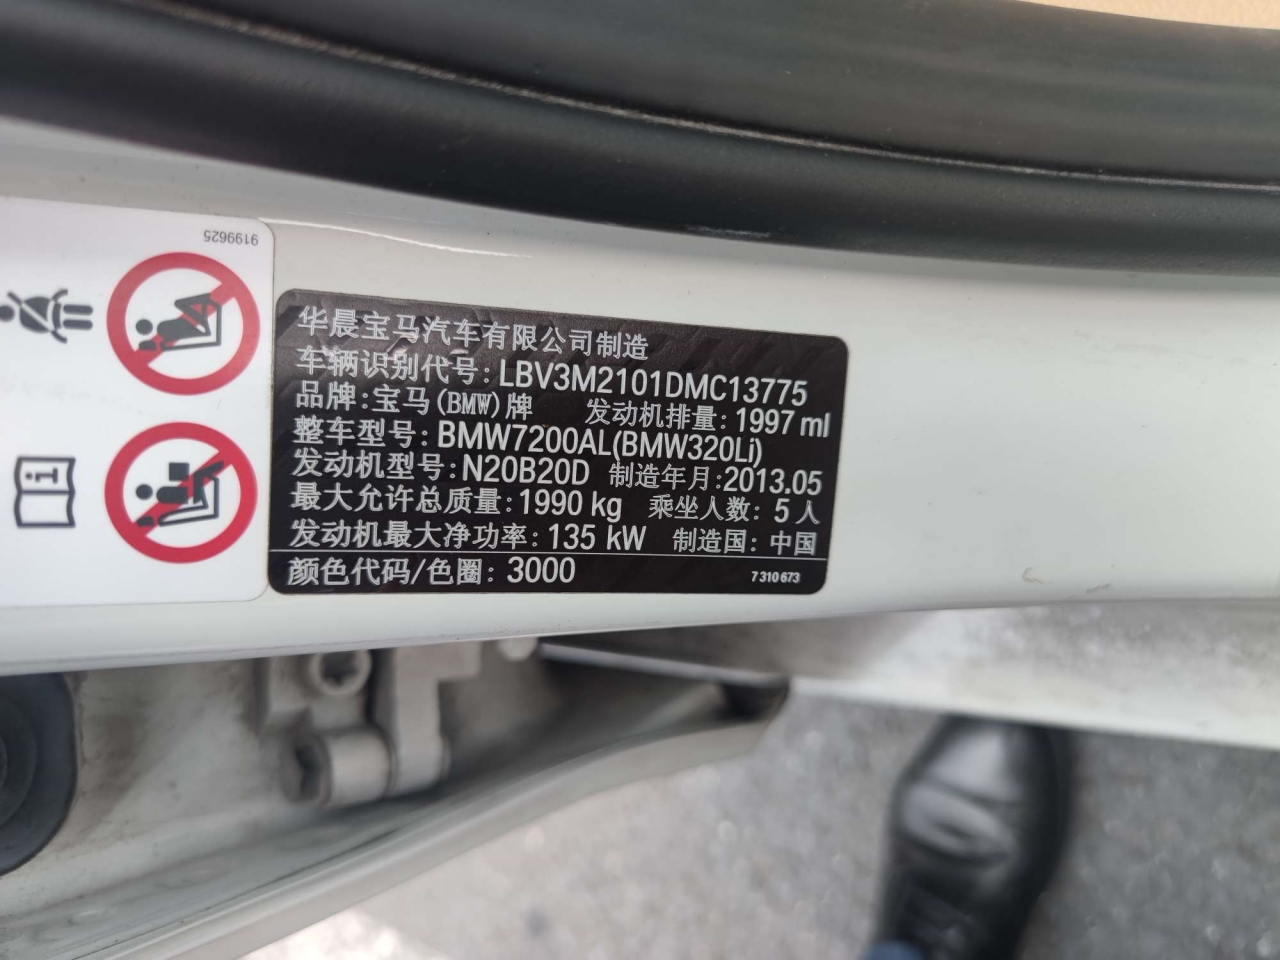 9199625
华晨宝马汽车有限公司制造
车辆识别代号: LBV3M2101DMC13775
品牌: 宝马(BMW)牌 发动机排量: 1997 ml
整车型号: BMW7200AL(BMW320Li)
发动机型号: N20B20D 制造年月: 2013.05
最大允许总质量: 1990 kg 乘坐人数: 5人
发动机最大净功率: 135 kW 制造国: 中国
颜色代码/色圈: 3000 7 310 673